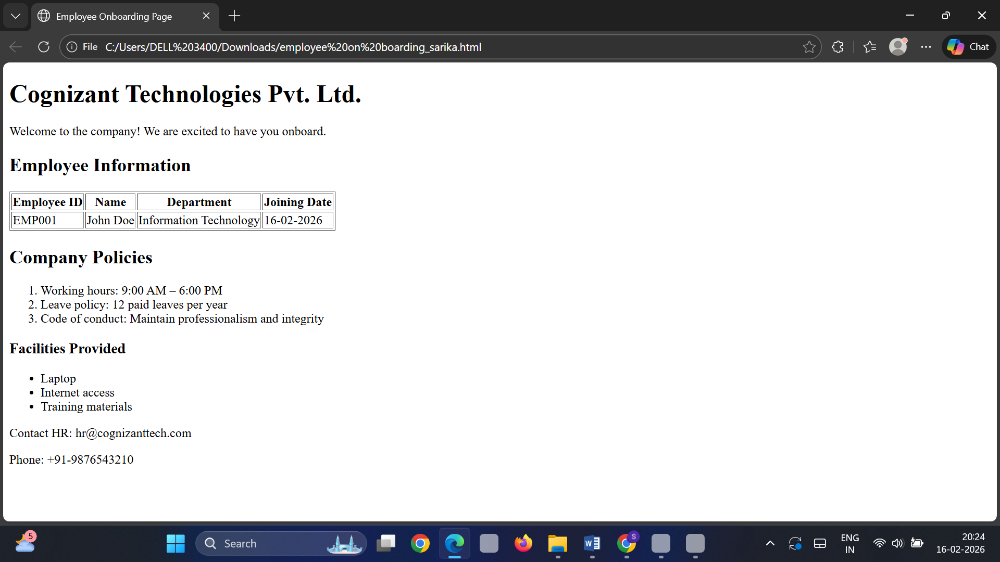 Employee Onboarding Page
File C:/Users/DELL%203400/Downloads/employee%20on%20boarding_sarika.html
Chat
Cognizant Technologies Pvt. Ltd.
Welcome to the company! We are excited to have you onboard.
Employee Information
Employee ID Name Department Joining Date
EMP001 John Doe Information Technology 16-02-2026
Company Policies
1. Working hours: 9:00 AM – 6:00 PM
2. Leave policy: 12 paid leaves per year
3. Code of conduct: Maintain professionalism and integrity
Facilities Provided
• Laptop
• Internet access
• Training materials
Contact HR: hr@cognizanttech.com
Phone: +91-9876543210
5
Search
W
S
ENG
IN
20:24
16-02-2026